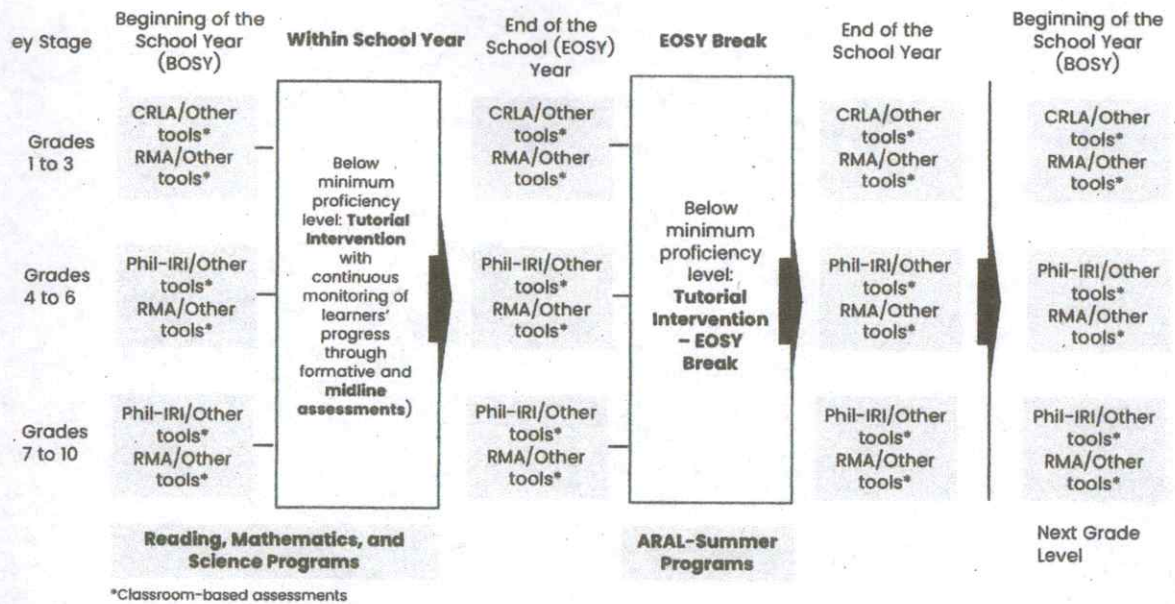 ey Stage
Beginning of the
School Year
(BOSY)
Within School Year
End of the
School (EOSY)
Year
EOSY Break
End of the
School Year
Beginning of the
School Year
(BOSY)
Grades
1 to 3
CRLA/Other
tools*
RMA/Other
tools*
CRLA/Other
tools*
RMA/Other
tools*
CRLA/Other
tools*
RMA/Other
tools*
CRLA/Other
tools*
RMA/Other
tools*
Below
minimum
proficiency
level: Tutorial
Intervention
with
continuous
monitoring of
learners'
progress
through
formative and
midline
assessments)
Below
minimum
proficiency
level:
Tutorial
Intervention
– EOSY
Break
Grades
4 to 6
Phil-IRI/Other
tools*
RMA/Other
tools*
Phil-IRI/Other
tools*
RMA/Other
tools*
Phil-IRI/Other
tools*
RMA/Other
tools*
Phil-IRI/Other
tools*
RMA/Other
tools*
Grades
7 to 10
Phil-IRI/Other
tools*
RMA/Other
tools*
Phil-IRI/Other
tools*
RMA/Other
tools*
Phil-IRI/Other
tools*
RMA/Other
tools*
Phil-IRI/Other
tools*
RMA/Other
tools*
Reading, Mathematics, and
Science Programs
ARAL-Summer
Programs
Next Grade
Level
*Classroom-based assessments